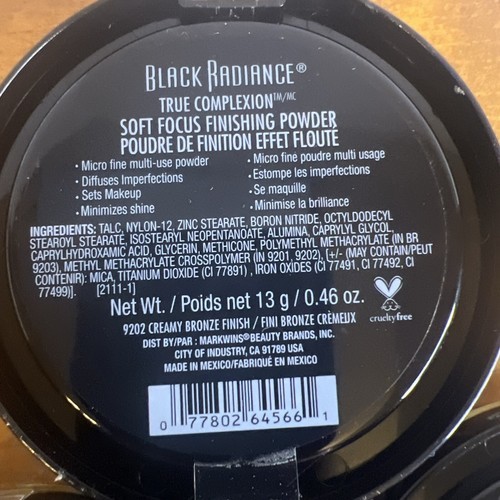 BLACK RADIANCE®
TRUE COMPLEXION™/MC
SOFT FOCUS FINISHING POWDER
POUDRE DE FINITION EFFET FLOUTÉ
• Micro fine multi-use powder
• Diffuses Imperfections
• Sets Makeup
• Minimizes shine
• Micro fine poudre multi usage
• Estompe les imperfections
• Se maquille
• Minimise la brilliance
INGREDIENTS: TALC, NYLON-12, ZINC STEARATE, BORON NITRIDE, OCTYLDODECYL
STEAROYL STEARATE, ISOSTEARYL NEOPENTANOATE, ALUMINA, CAPRYLYL GLYCOL,
CAPRYLHYDROXAMIC ACID, GLYCERIN, METHICONE, POLYMETHYL METHACRYLATE (IN BR
9203), METHYL METHACRYLATE CROSSPOLYMER (IN 9201, 9202), [+/- (MAY CONTAIN/PEUT
CONTENIR): MICA, TITANIUM DIOXIDE (CI 77891) , IRON OXIDES (CI 77491, CI 77492, CI
77499)]. [2111-1]
Net Wt. / Poids net 13 g / 0.46 oz.
crueltyfree
9202 CREAMY BRONZE FINISH / FINI BRONZE CRÉMEUX
DIST BY/PAR : MARKWINS®BEAUTY BRANDS, INC.
CITY OF INDUSTRY, CA 91789 USA
MADE IN MEXICO/FABRIQUÉ EN MEXICO
0 77802 64566 1